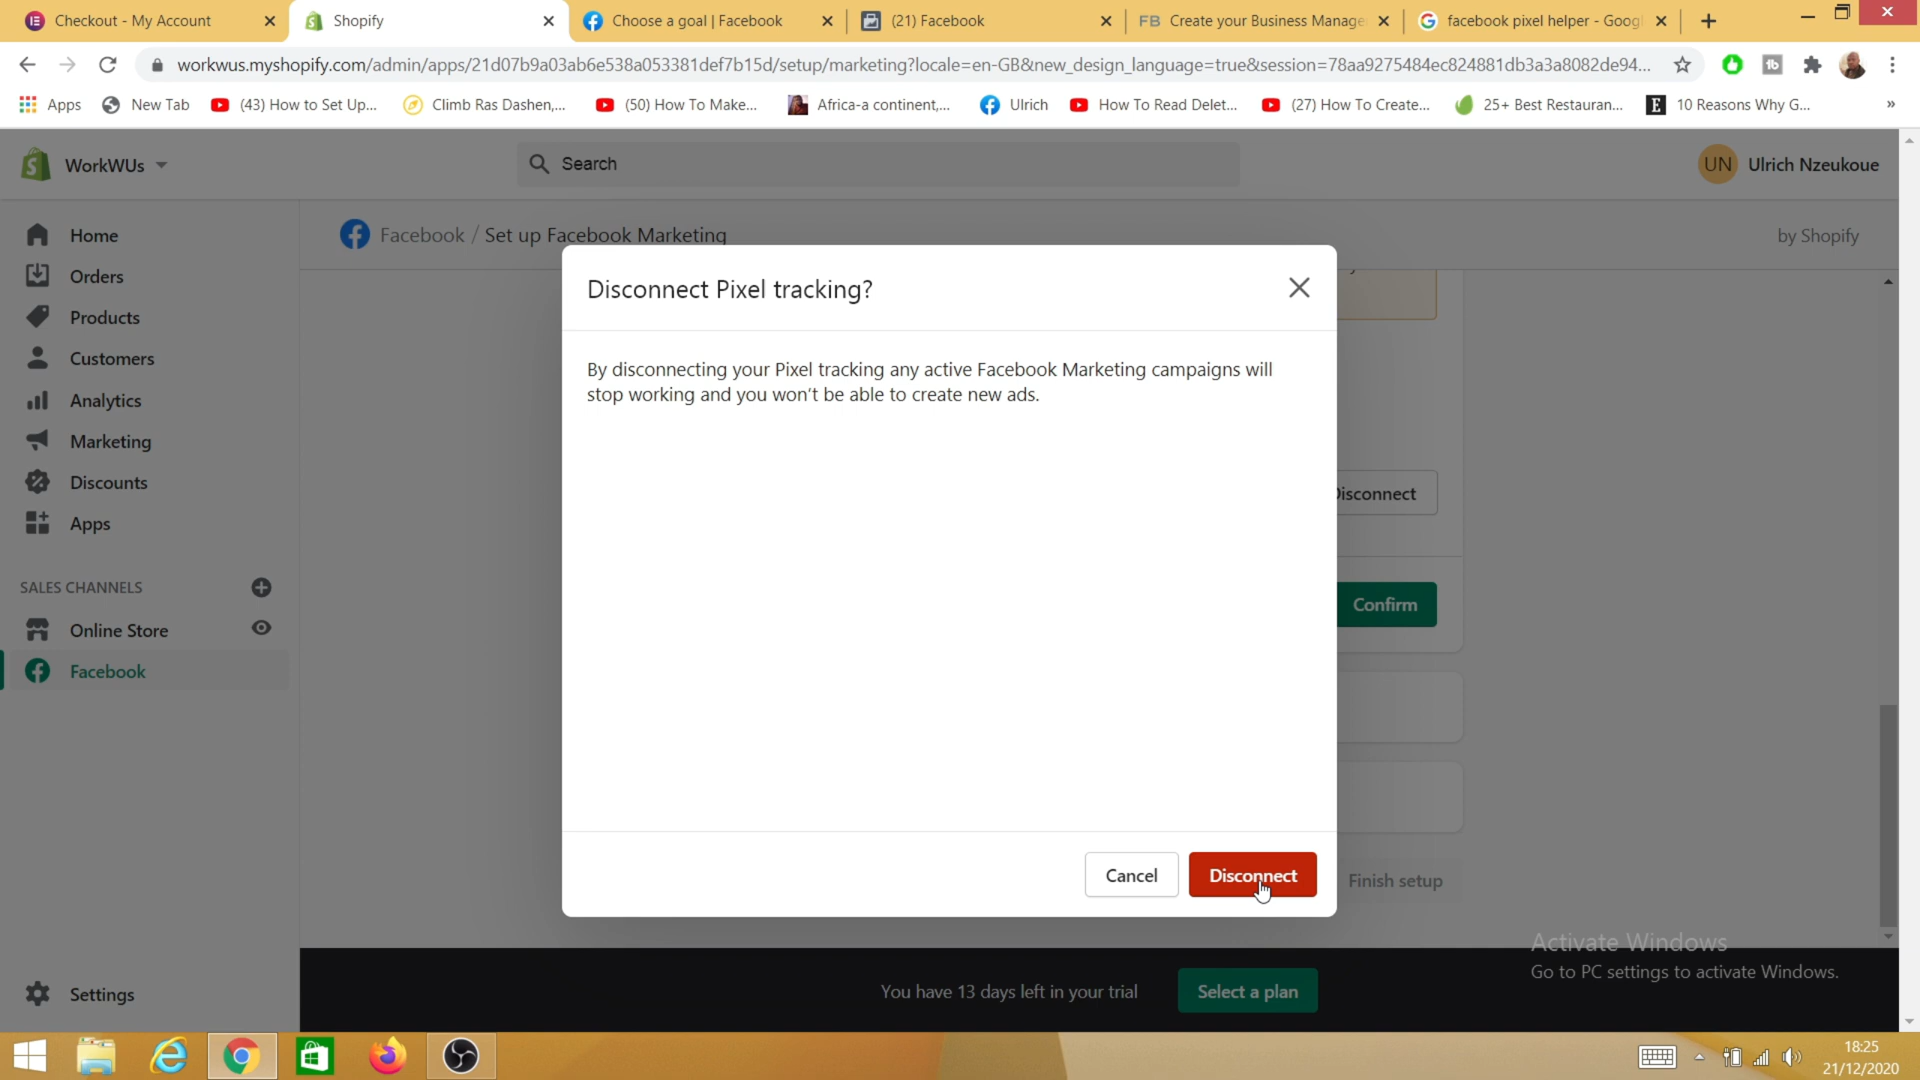 Checkout - My Account
Shopify
Choose a goal | Facebook
(21) Facebook
FB Create your Business Manage
facebook pixel helper - Goog
workwus.myshopify.com/admin/apps/21d07b9a03ab6e538a053381def7b15d/setup/marketing?locale=en-GB&new_design_language=true&session=78aa9275484ec824881db3a3a8082de94...
Apps
New Tab
(43) How to Set Up...
Climb Ras Dashen,...
(50) How To Make...
Africa-a continent,...
Ulrich
How To Read Delet...
(27) How To Create...
25+ Best Restauran...
E 10 Reasons Why G...
»
WorkWUs
Search
UN Ulrich Nzeukoue
Home
Orders
Products
Customers
Analytics
Marketing
Discounts
Apps
SALES CHANNELS
Online Store
Facebook
Settings
Facebook / Set up Facebook Marketing
by Shopify
Disconnect Pixel tracking?
By disconnecting your Pixel tracking any active Facebook Marketing campaigns will
stop working and you won't be able to create new ads.
Disconnect
Confirm
Cancel
Disconnect
Finish setup
You have 13 days left in your trial
Select a plan
Activate Windows
Go to PC settings to activate Windows.
18:25
21/12/2020